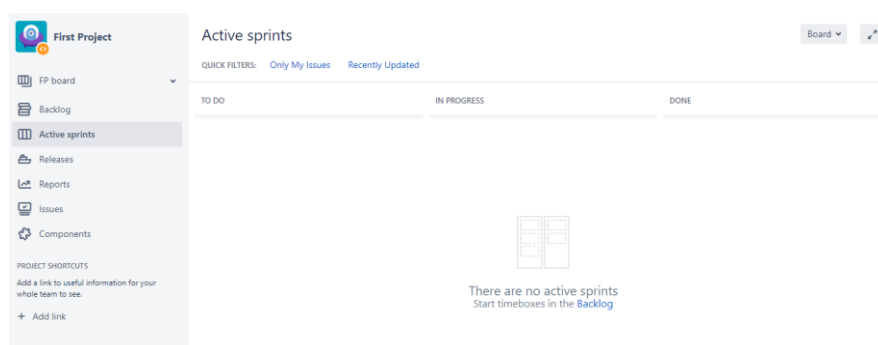 First Project
FP board
Backlog
Active sprints
Releases
Reports
Issues
Components
PROJECT SHORTCUTS
Add a link to useful information for your
whole team to see.
+ Add link
Active sprints
Board
QUICK FILTERS: Only My Issues Recently Updated
TO DO IN PROGRESS DONE
There are no active sprints
Start timeboxes in the Backlog